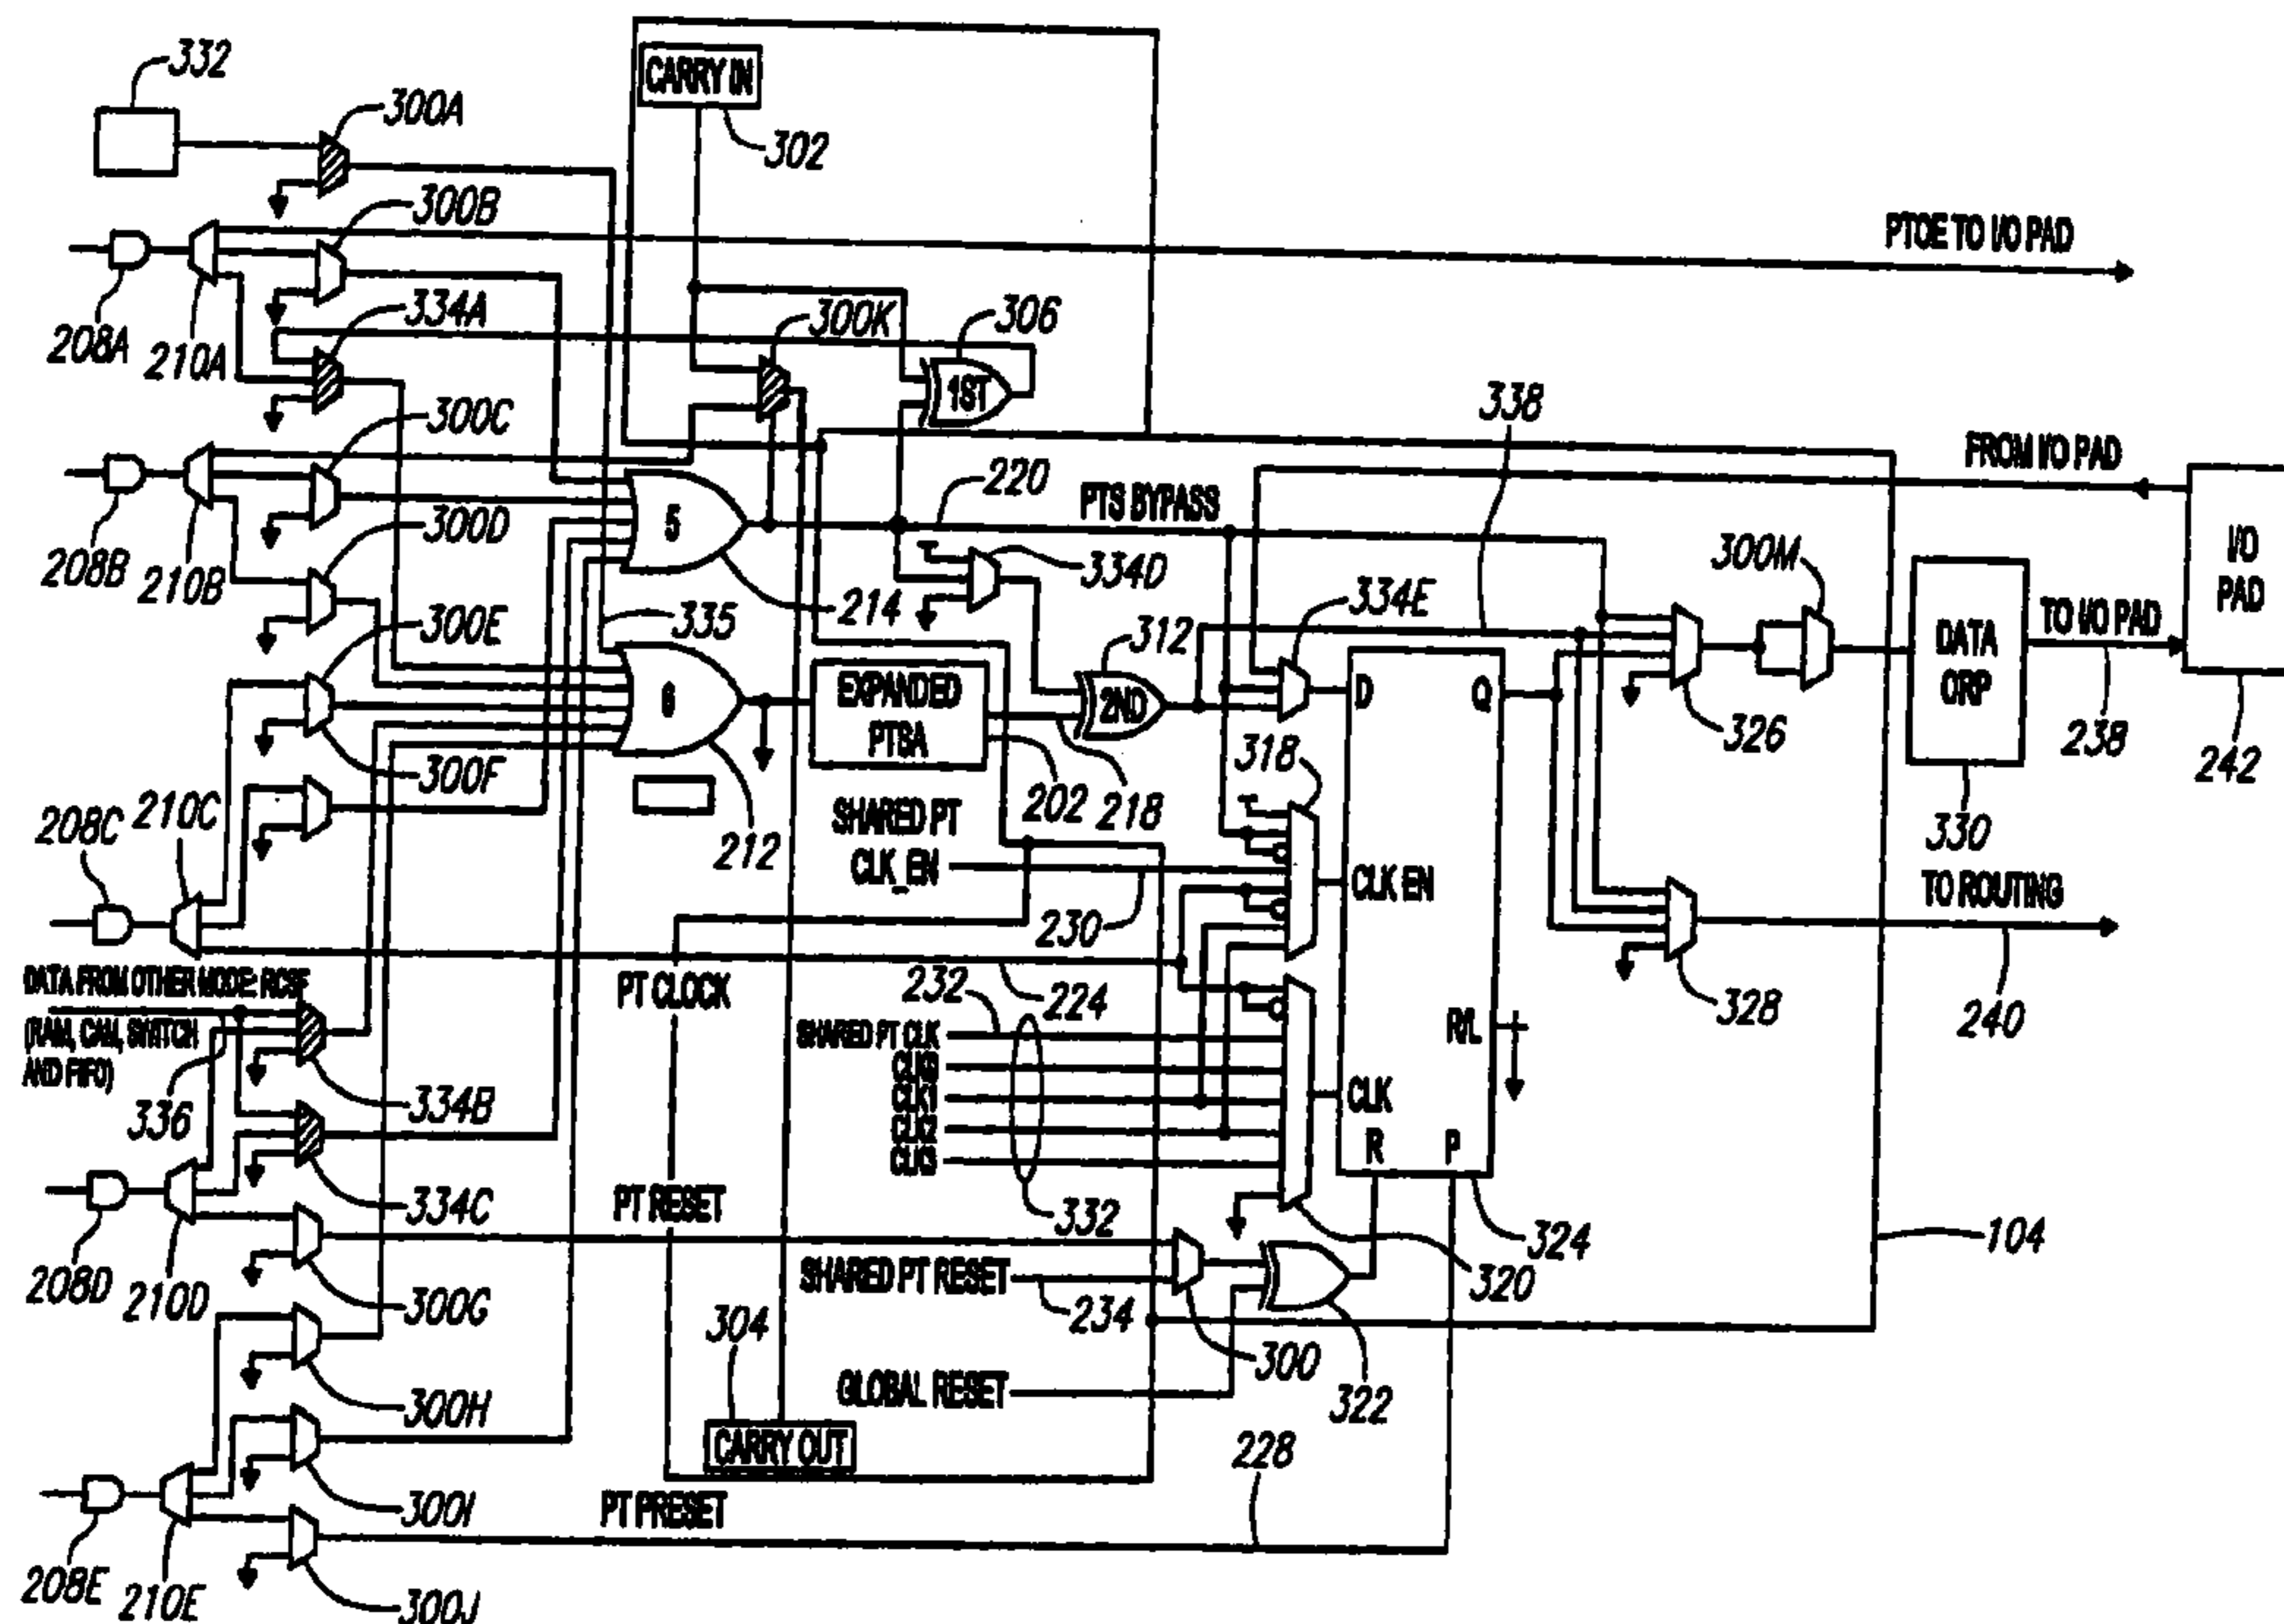 332
300A
CARRY IN
302
300B
PTOE TO I/O PAD
208A
210A
334A
300K
306
1ST
300C
338
FROM I/O PAD
208B
210B
300D
5
220
PTS BYPASS
334D
300M
I/O
PAD
214
334E
300E
335
312
DATA
ORP
TO I/O PAD
6
EXPANDED
PTSA
2ND
D
Q
326
238
242
300F
318
208C
210C
212
SHARED PT
CLK_EN
202
218
330
CLK EN
TO ROUTING
230
DATA FROM OTHER MODE: RCSF
(RAM, CAM, SWITCH
AND FIFO)
PT CLOCK
232
224
328
240
SHARED PT CLK
CLK0
CLK1
CLK2
CLK3
R/L
CLK
336
334B
R
P
PT RESET
334C
332
324
104
208D
210D
SHARED PT RESET
320
300G
304
234
300
300H
GLOBAL RESET
322
CARRY OUT
228
300I
PT PRESET
208E
210E
300J